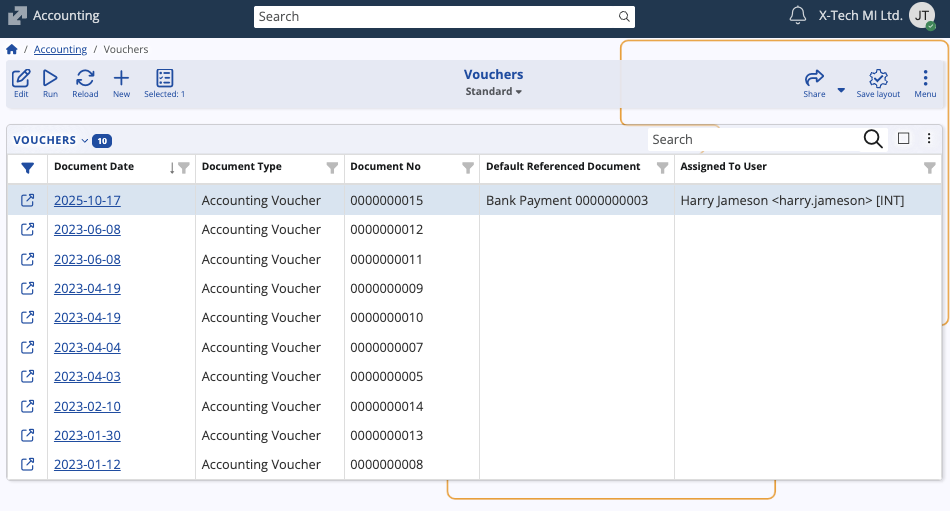 Accounting Search X-Tech MI Ltd. JT
/ Accounting / Vouchers
Vouchers
Standard
Edit Run Reload New Selected: 1 Share Save layout Menu
VOUCHERS 10 Search
Document Date Document Type Document No Default Referenced Document Assigned To User
2025-10-17 Accounting Voucher 0000000015 Bank Payment 0000000003 Harry Jameson <harry.jameson> [INT]
2023-06-08 Accounting Voucher 0000000012
2023-06-08 Accounting Voucher 0000000011
2023-04-19 Accounting Voucher 0000000009
2023-04-19 Accounting Voucher 0000000010
2023-04-04 Accounting Voucher 0000000007
2023-04-03 Accounting Voucher 0000000005
2023-02-10 Accounting Voucher 0000000014
2023-01-30 Accounting Voucher 0000000013
2023-01-12 Accounting Voucher 0000000008